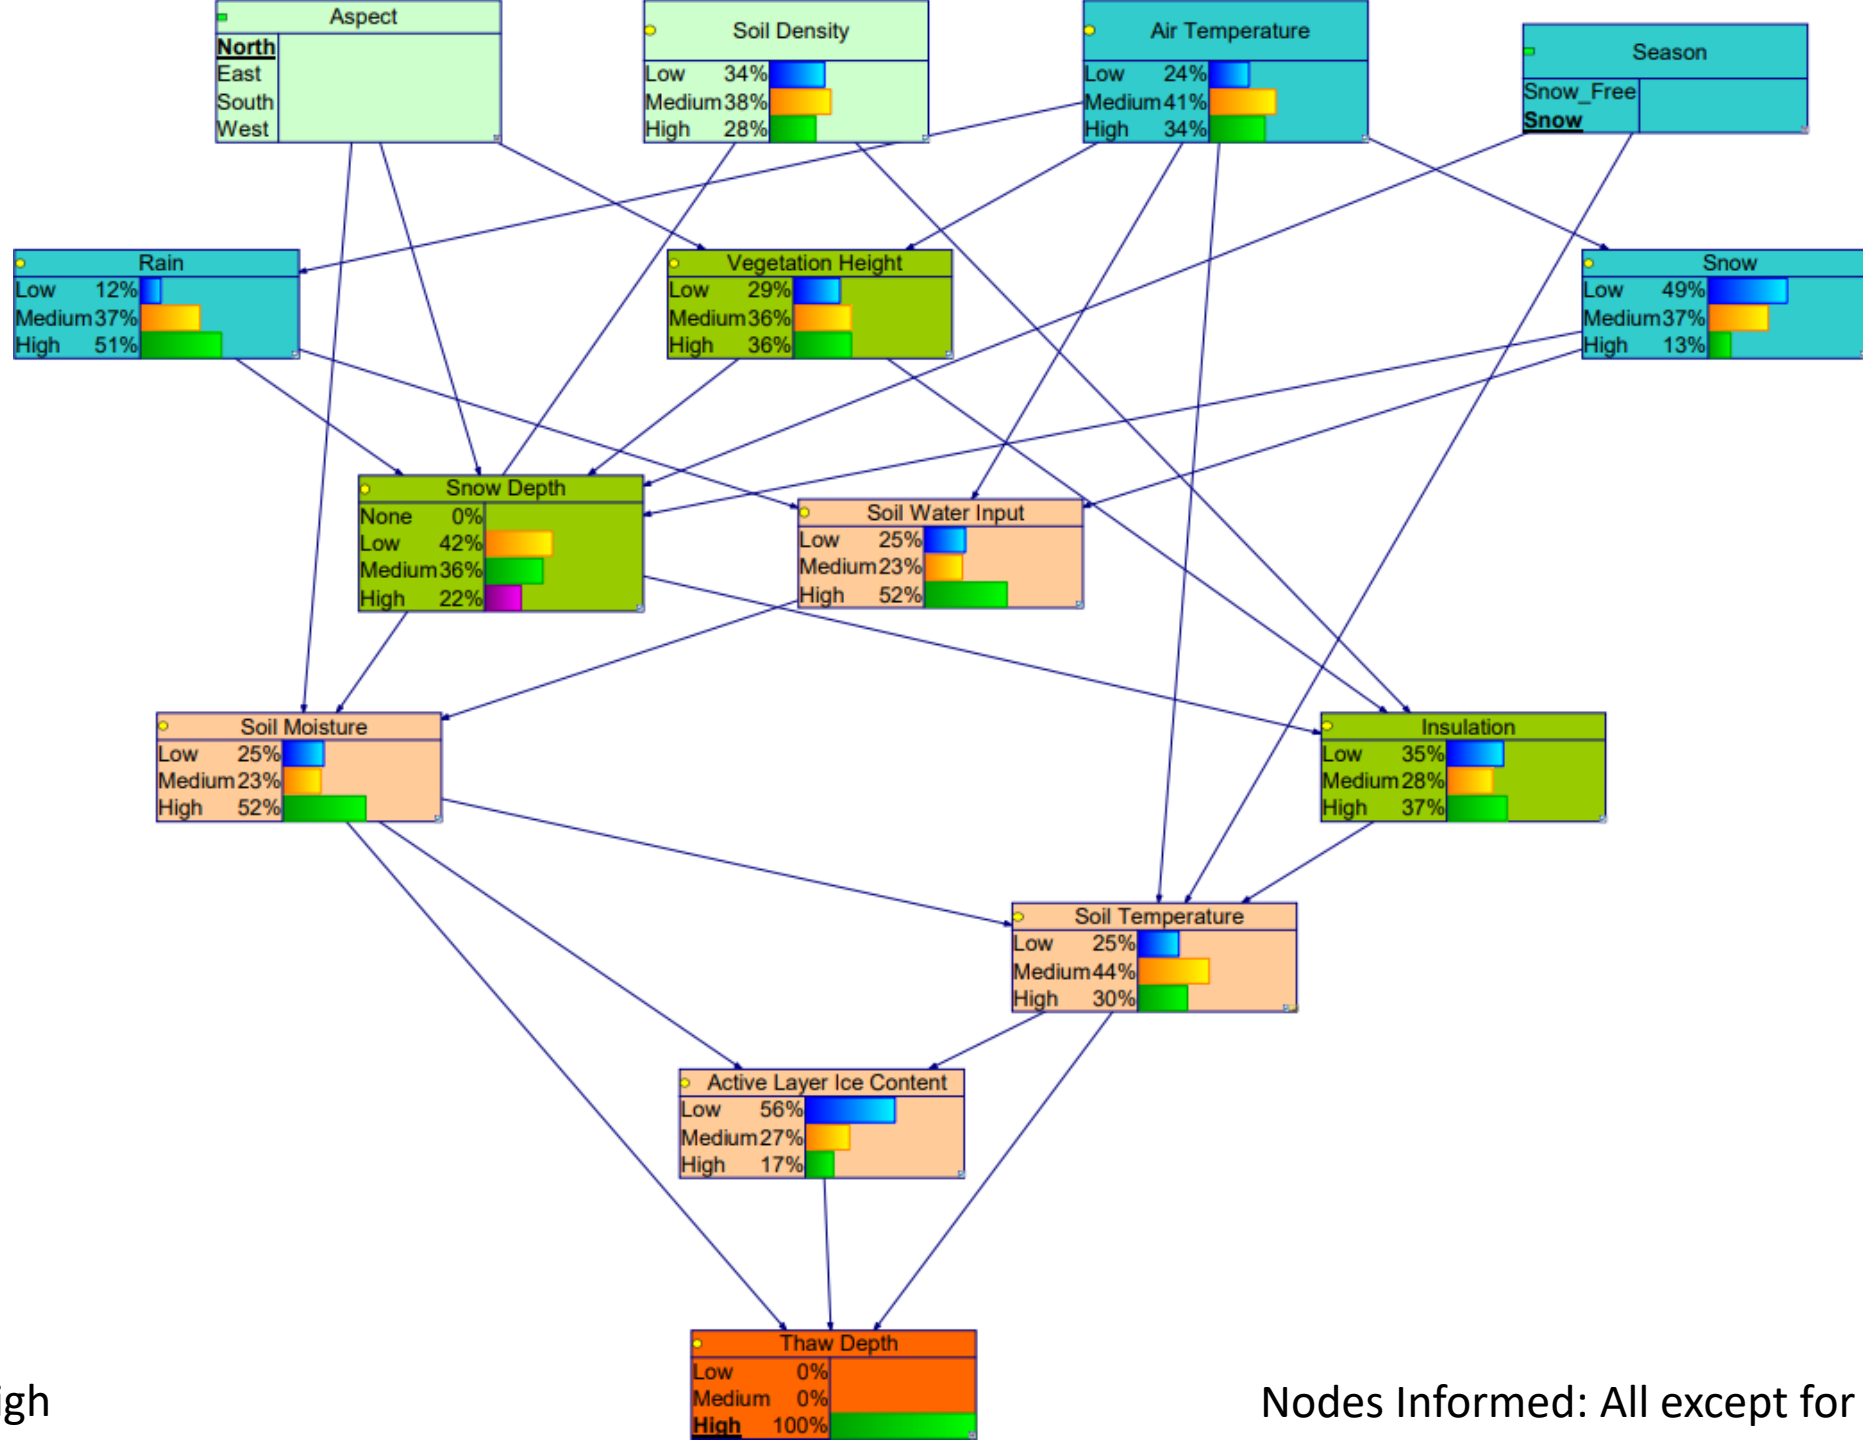 Aspect
North
East
South
West
Soil Density
Low 34%
Medium 38%
High 28%
Air Temperature
Low 24%
Medium 41%
High 34%
Season
Snow_Free
Snow
Rain
Low 12%
Medium 37%
High 51%
Vegetation Height
Low 29%
Medium 36%
High 36%
Snow
Low 49%
Medium 37%
High 13%
Snow Depth
None 0%
Low 42%
Medium 36%
High 22%
Soil Water Input
Low 25%
Medium 23%
High 52%
Soil Moisture
Low 25%
Medium 23%
High 52%
Insulation
Low 35%
Medium 28%
High 37%
Soil Temperature
Low 25%
Medium 44%
High 30%
Active Layer Ice Content
Low 56%
Medium 27%
High 17%
Thaw Depth
Low 0%
Medium 0%
High 100%
igh
Nodes Informed: All except for